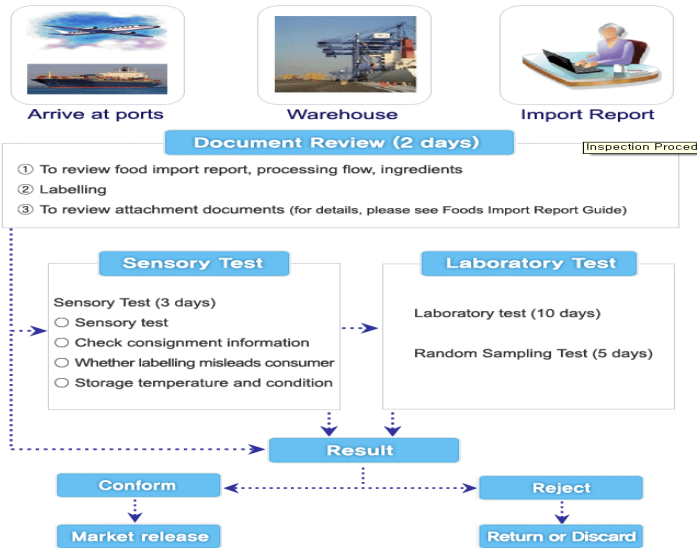 Arrive at ports
Warehouse
Import Report
Document Review (2 days)
Inspection Proced
① To review food import report, processing flow, ingredients
② Labelling
③ To review attachment documents (for details, please see Foods Import Report Guide)
Sensory Test
Sensory Test (3 days)
○ Sensory test
○ Check consignment information
○ Whether labelling misleads consumer
○ Storage temperature and condition
Laboratory Test
Laboratory test (10 days)
Random Sampling Test (5 days)
Result
Conform
Reject
Market release
Return or Discard